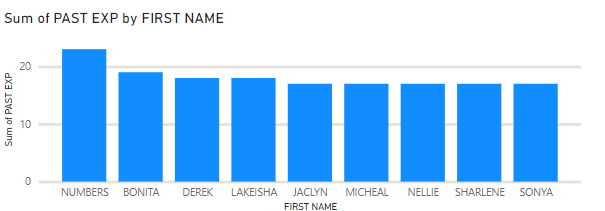 Sum of PAST EXP by FIRST NAME
Sum of PAST EXP
20
10
0
NUMBERS BONITA DEREK LAKEISHA JACLYN MICHEAL NELLIE SHARLENE SONYA
FIRST NAME